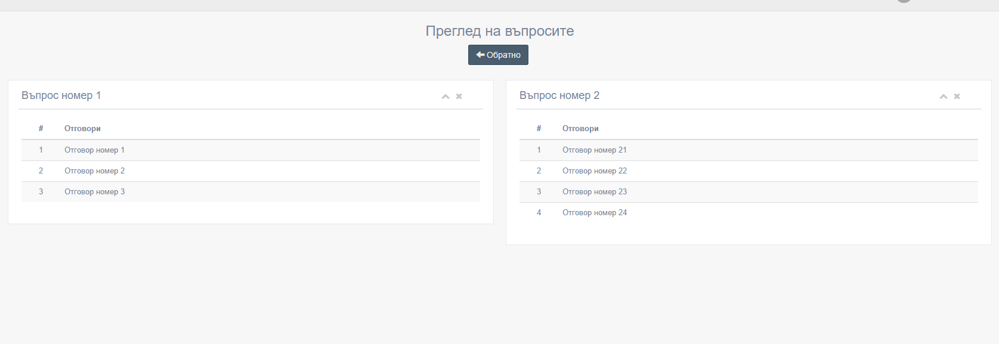 Преглед на въпросите
Обратно
Въпрос номер 1
# Отговори
1 Отговор номер 1
2 Отговор номер 2
3 Отговор номер 3
Въпрос номер 2
# Отговори
1 Отговор номер 21
2 Отговор номер 22
3 Отговор номер 23
4 Отговор номер 24